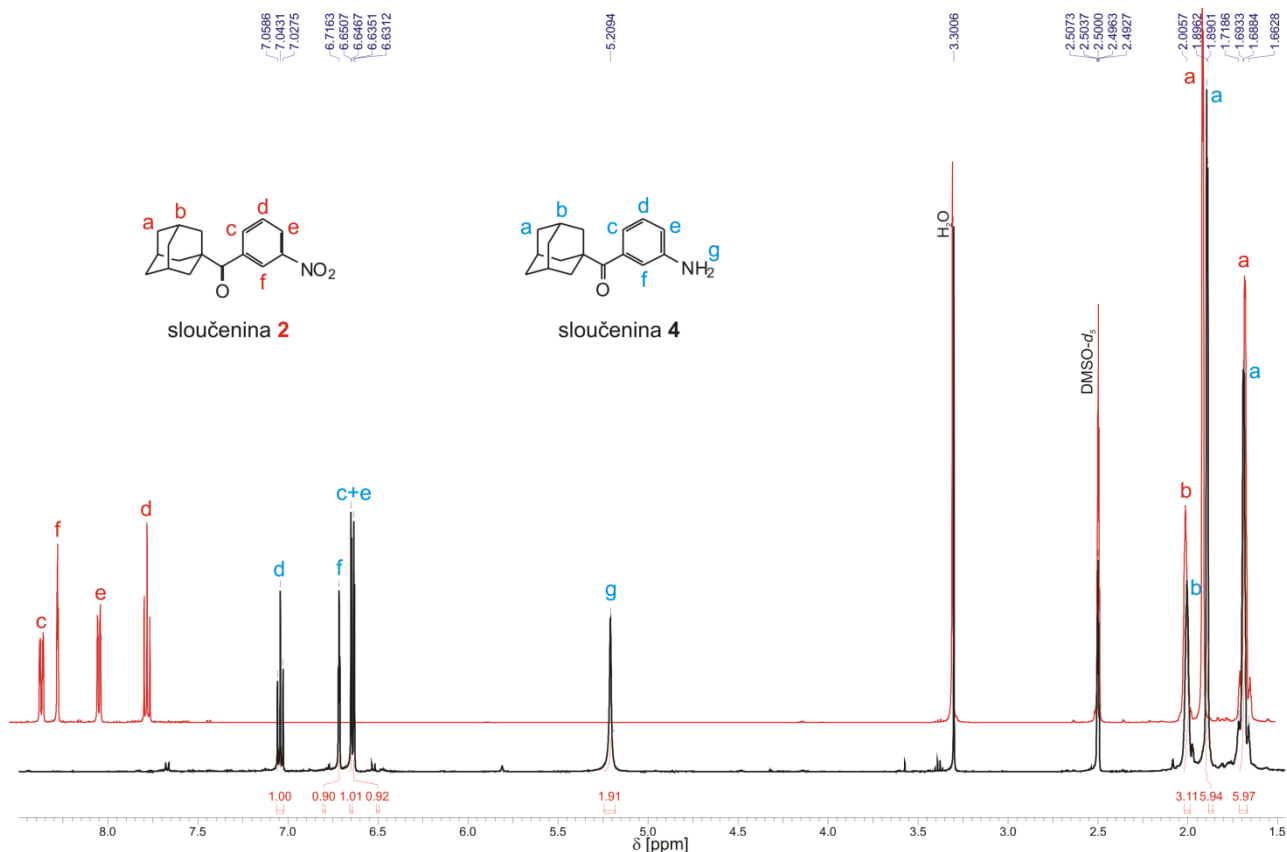 7.0586
7.0431
7.0275
6.7163
6.6507
6.6467
6.6351
6.6312
5.2094
3.3006
2.5073
2.5037
2.5000
2.4963
2.4927
2.0057
1.8962
1.8901
1.7186
1.6933
1.6884
1.6628
a
a
a
b
c
d
e
f
NO2
O
sloučenina 2
a
b
c
d
e
f
g
NH2
O
sloučenina 4
H2O
DMSO-d5
a
a
b
b
c
f
e
d
d
f
c+e
g
1.00
0.90
1.01
0.92
1.91
3.11
5.94
5.97
8.0
7.5
7.0
6.5
6.0
5.5
5.0
4.5
4.0
3.5
3.0
2.5
2.0
1.5
δ [ppm]